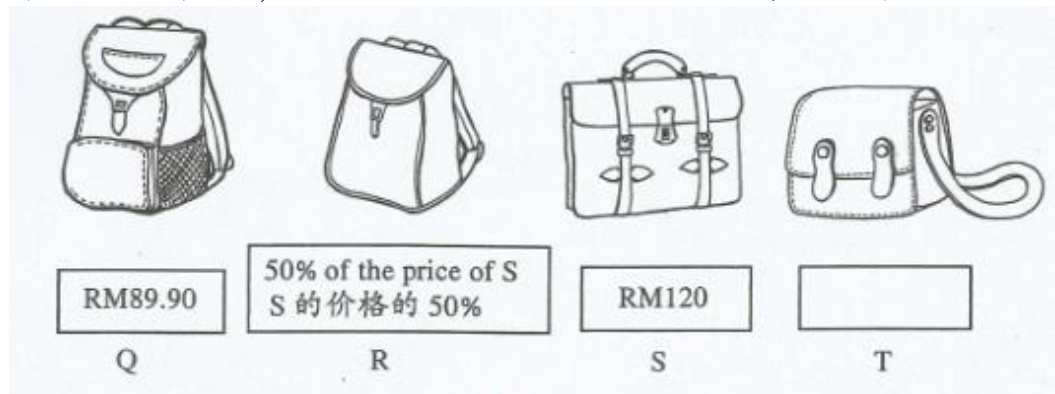 RM89.90
50% of the price of S
S 的价格的 50%
RM120
Q
R
S
T